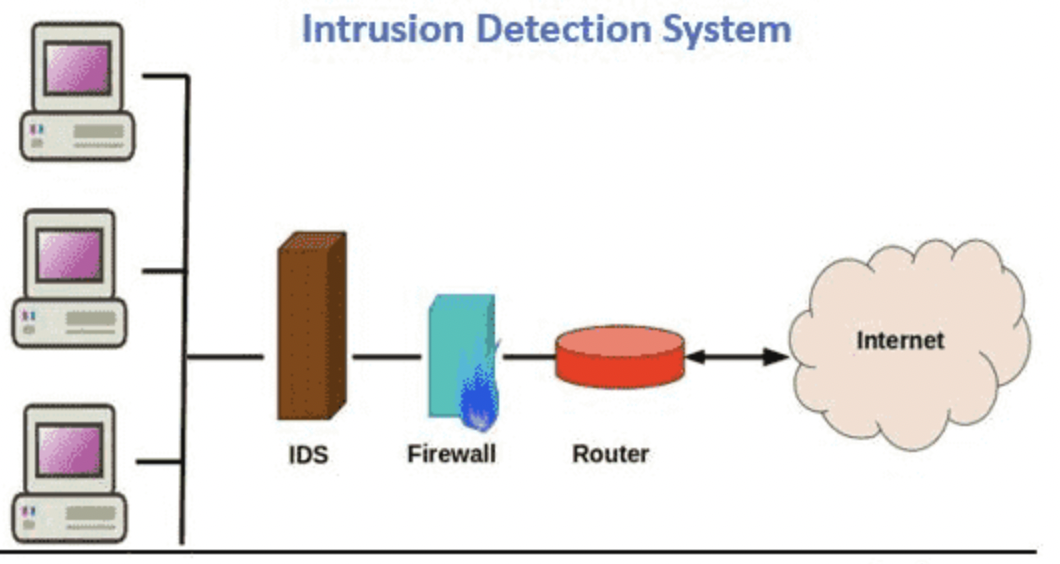 Intrusion Detection System
Internet
IDS
Firewall
Router